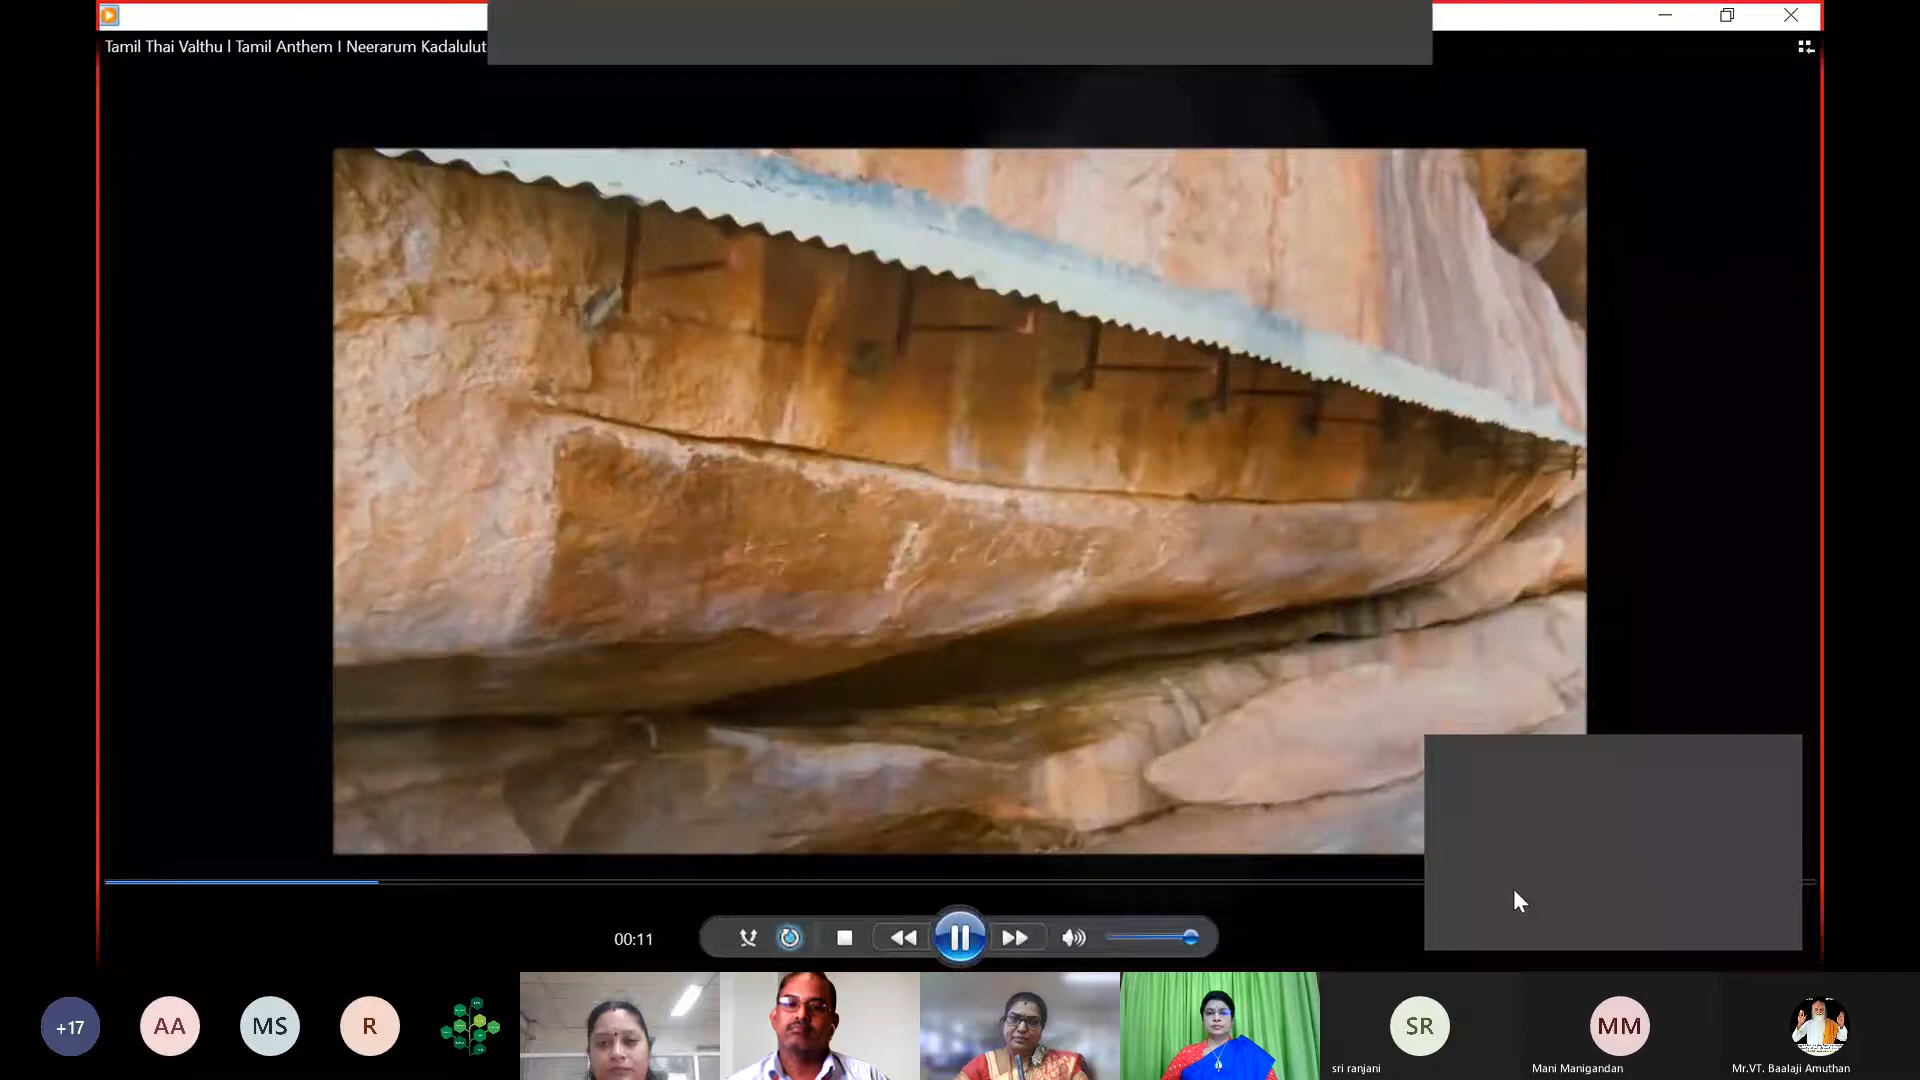 Tamil Thai Valthu l Tamil Anthem I Neerarum Kadalulut
00:11
+17
AA
MS
R
SR
MM
sri ranjani
Mani Manigandan
Mr.VT. Baalaji Amuthan